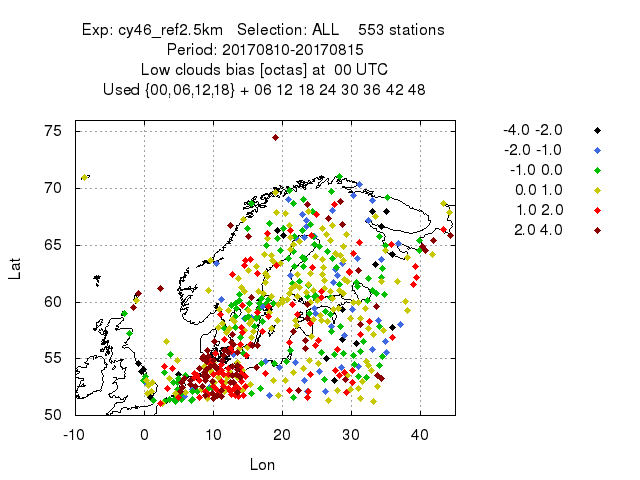 Exp: cy46_ref2.5km   Selection: ALL    553 stations
Period: 20170810-20170815
Low clouds bias [octas] at  00 UTC
Used {00,06,12,18} + 06 12 18 24 30 36 42 48
-4.0 -2.0
-2.0 -1.0
-1.0 0.0
0.0 1.0
1.0 2.0
2.0 4.0
75
70
65
60
55
50
Lat
-10 0 10 20 30 40
Lon